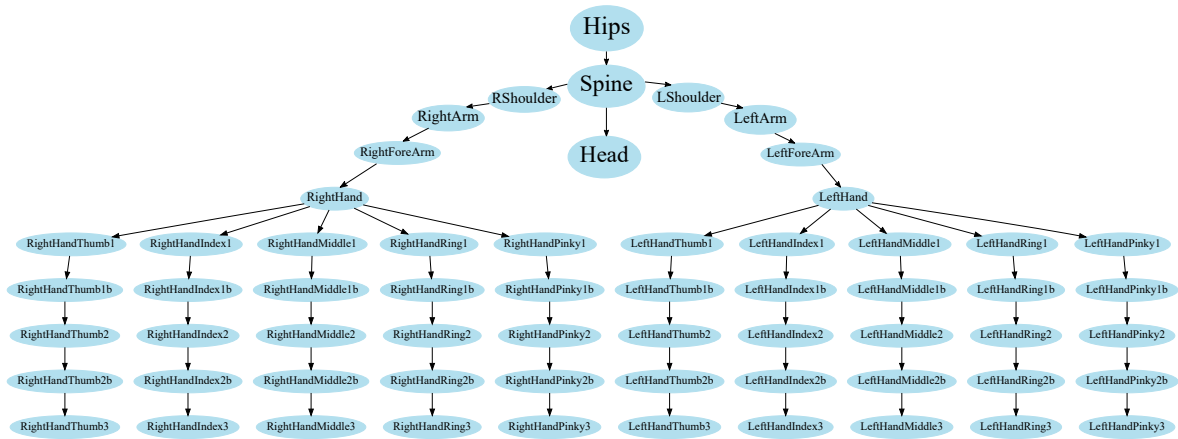 Hips
Spine
RShoulder
LShoulder
RightArm
LeftArm
Head
RightForeArm
LeftForeArm
RightHand
LeftHand
RightHandThumb1
RightHandIndex1
RightHandMiddle1
RightHandRing1
RightHandPinky1
LeftHandThumb1
LeftHandIndex1
LeftHandMiddle1
LeftHandRing1
LeftHandPinky1
RightHandThumb1b
RightHandIndex1b
RightHandMiddle1b
RightHandRing1b
RightHandPinky1b
LeftHandThumb1b
LeftHandIndex1b
LeftHandMiddle1b
LeftHandRing1b
LeftHandPinky1b
RightHandThumb2
RightHandIndex2
RightHandMiddle2
RightHandRing2
RightHandPinky2
LeftHandThumb2
LeftHandIndex2
LeftHandMiddle2
LeftHandRing2
LeftHandPinky2
RightHandThumb2b
RightHandIndex2b
RightHandMiddle2b
RightHandRing2b
RightHandPinky2b
LeftHandThumb2b
LeftHandIndex2b
LeftHandMiddle2b
LeftHandRing2b
LeftHandPinky2b
RightHandThumb3
RightHandIndex3
RightHandMiddle3
RightHandRing3
RightHandPinky3
LeftHandThumb3
LeftHandIndex3
LeftHandMiddle3
LeftHandRing3
LeftHandPinky3